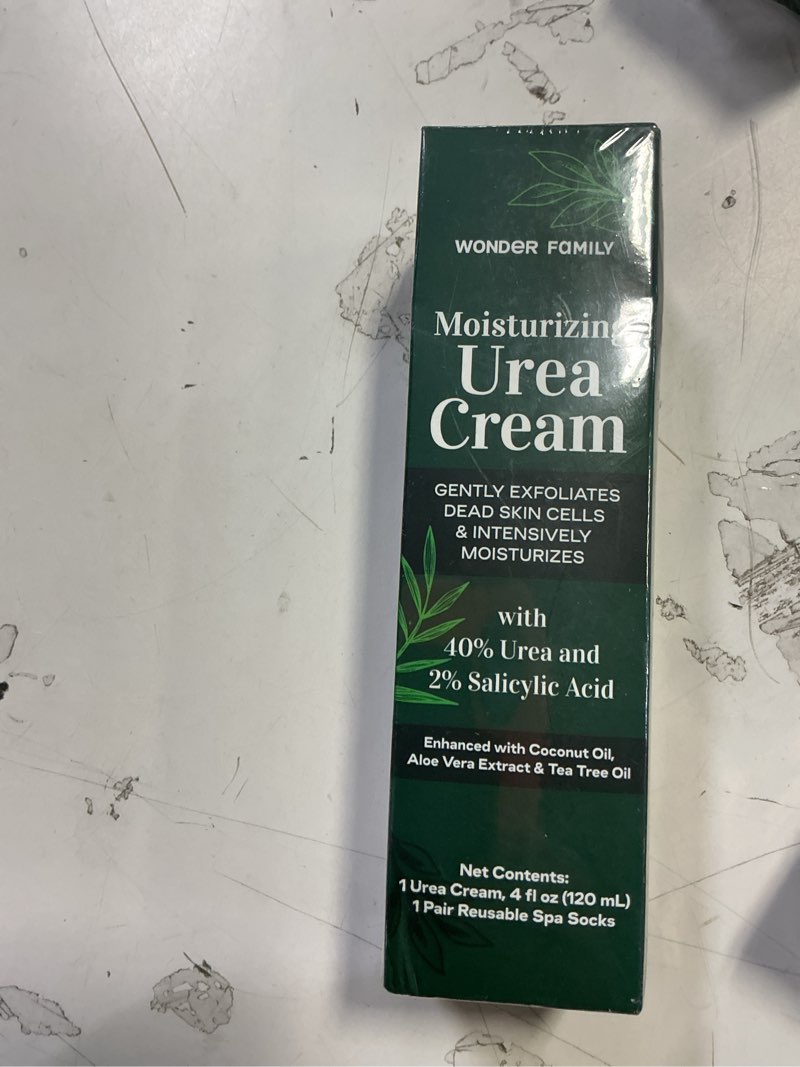 WONDER FAMILY
Moisturizing
Urea
Cream
GENTLY EXFOLIATES
DEAD SKIN CELLS
& INTENSIVELY
MOISTURIZES
with
40% Urea and
2% Salicylic Acid
Enhanced with Coconut Oil,
Aloe Vera Extract & Tea Tree Oil
Net Contents:
1 Urea Cream, 4 fl oz (120 mL)
1 Pair Reusable Spa Socks